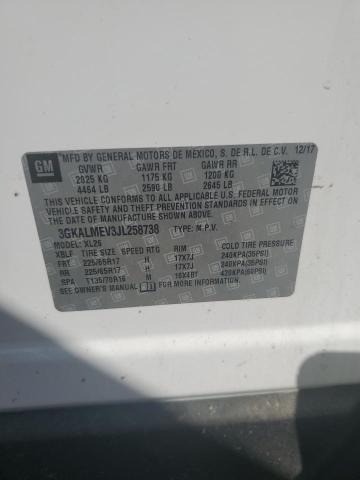 GM
MFD BY GENERAL MOTORS DE MEXICO, S. DE R.L. DE C.V. 12/17
GVWR GAWR FRT GAWR RR
2025 KG 1175 KG 1200 KG
4464 LB 2590 LB 2645 LB
THIS VEHICLE CONFORMS TO ALL APPLICABLE U.S. FEDERAL MOTOR
VEHICLE SAFETY AND THEFT PREVENTION STANDARDS IN EFFECT ON THE
DATE OF MANUFACTURE SHOWN ABOVE.
3GKALMEV3JL258738 TYPE: M.P.V.
MODEL: XL26
XBLF TIRE SIZE SPEED RTG RIM COLD TIRE PRESSURE
FRT 225/65R17 H 17X7J 240KPA(35PSI)
RR 225/65R17 H 17X7J 240KPA(35PSI)
SPA T135/70R16 M 16X4BT 420KPA(60PSI)
SEE OWNER'S MANUAL FOR MORE INFORMATION.